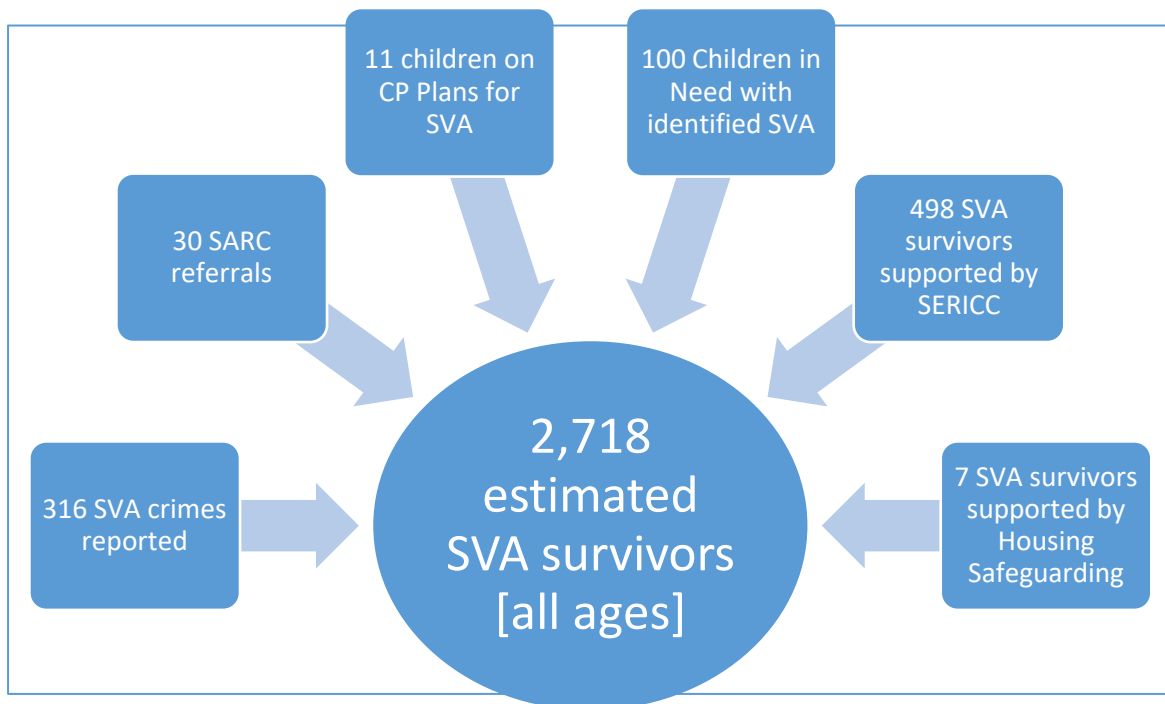 11 children on
CP Plans for
SVA
100 Children in
Need with
identified SVA
30 SARC
referrals
498 SVA
survivors
supported by
SERICC
316 SVA crimes
reported
2,718
estimated
SVA survivors
[all ages]
7 SVA survivors
supported by
Housing
Safeguarding